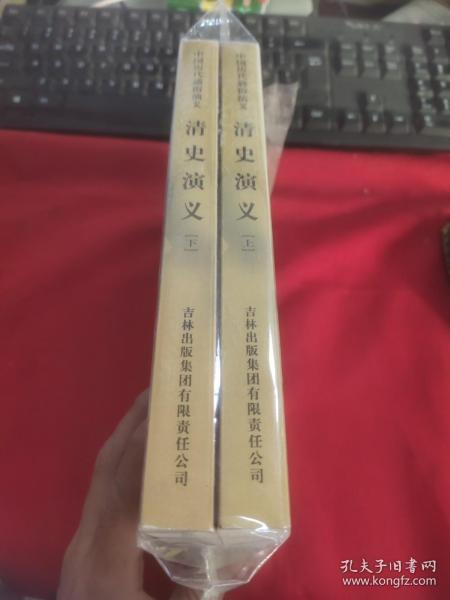 中国历代通俗演义
清史演义
[下]
吉林出版集团有限责任公司
中国历代通俗演义
清史演义
[上]
吉林出版集团有限责任公司
孔夫子旧书网
www.kongfz.com